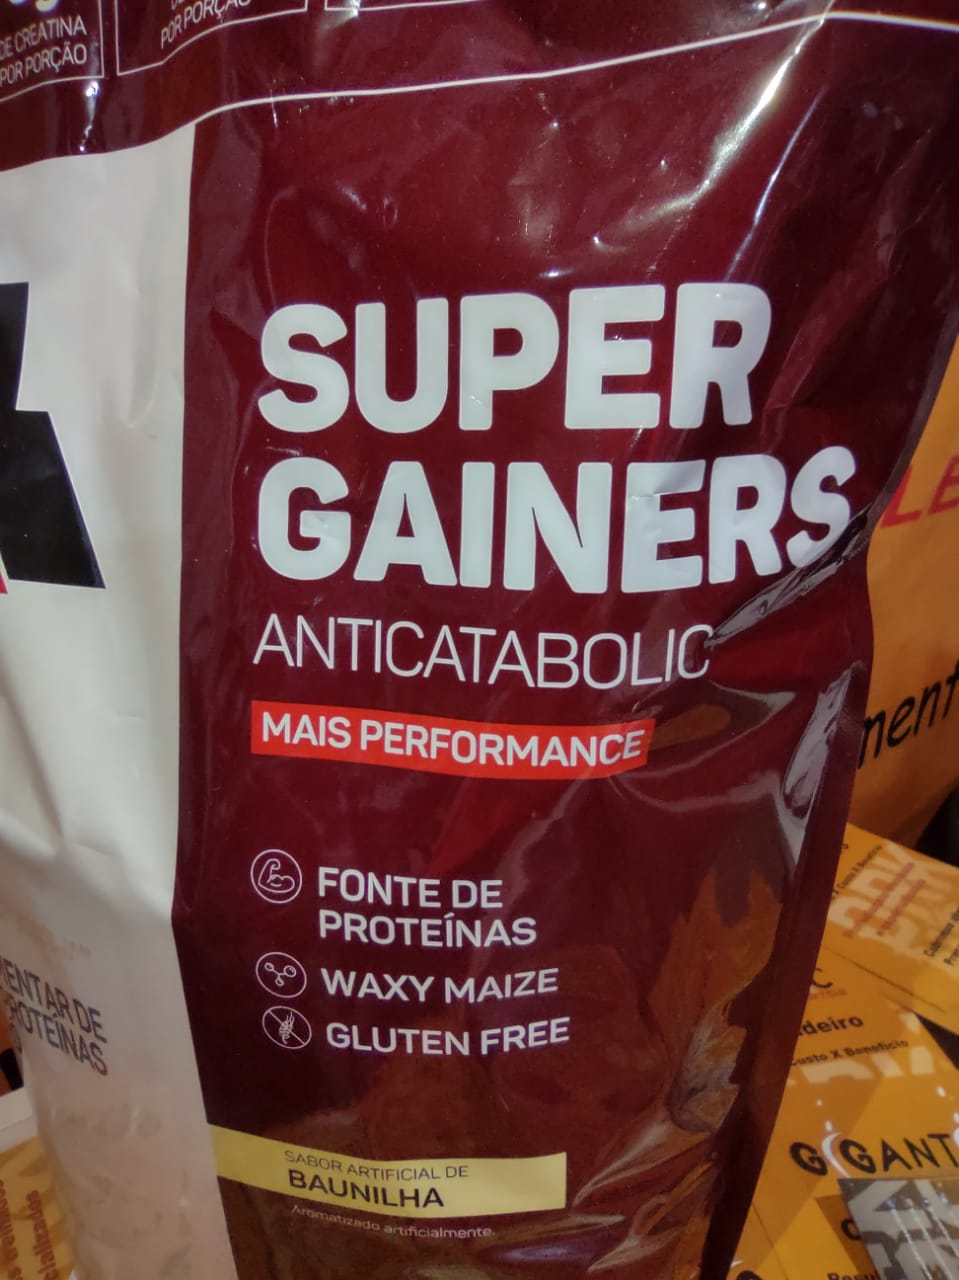 DE CREATINA
POR PORÇÃO
POR PORÇÃO
SUPER
GAINERS
ANTICATABOLIC
MAIS PERFORMANCE
FONTE DE
PROTEÍNAS
WAXY MAIZE
GLUTEN FREE
MENTAR DE
PROTEÍNAS
SABOR ARTIFICIAL DE
BAUNILHA
Aromatizado artificialmente.
deiro
Custo X Benefício
GIGANT